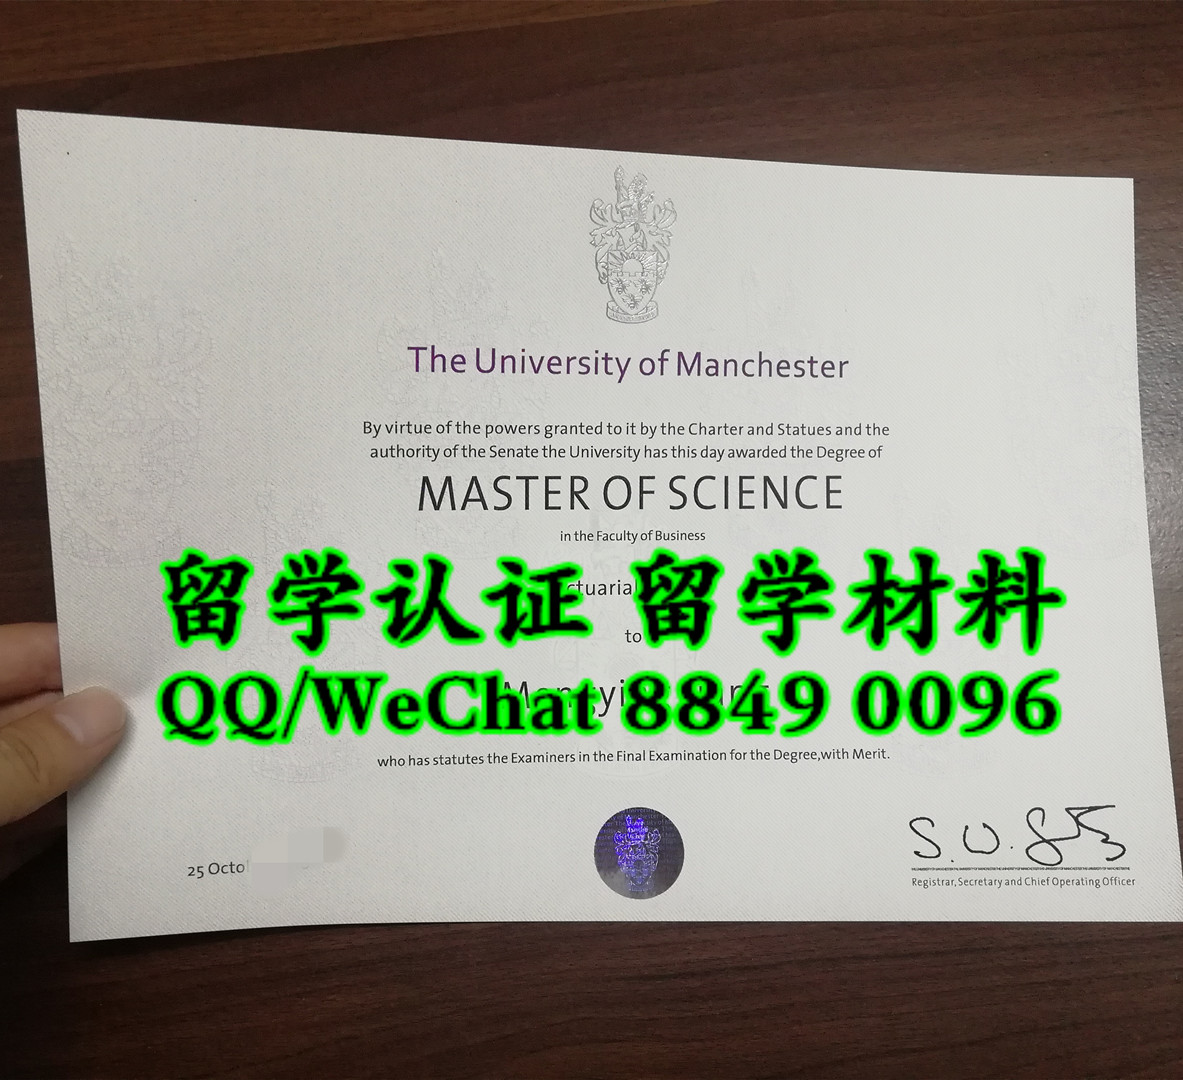 The University of Manchester
By virtue of the powers granted to it by the Charter and Statues and the
authority of the Senate the University has this day awarded the Degree of
MASTER OF SCIENCE
in the Faculty of Business
留学认证 留学材料
to
QQ/WeChat 8849 0096
who has statutes the Examiners in the Final Examination for the Degree,with Merit.
25 Octo
Registrar, Secretary and Chief Operating Officer